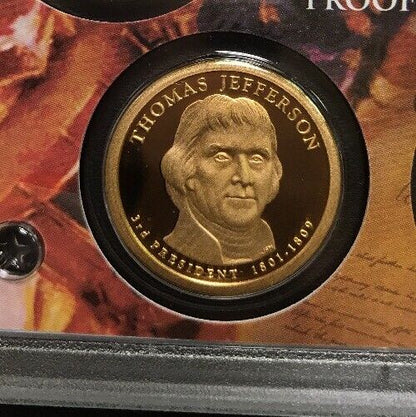 PROOF
THOMAS JEFFERSON
3rd PRESIDENT 1801-1809